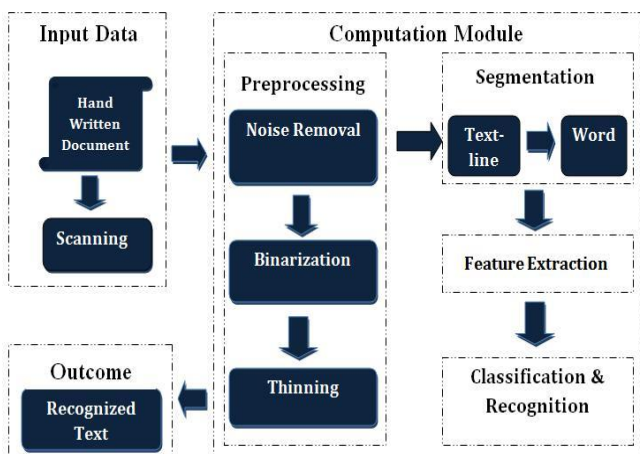 Input Data
Hand
Written
Document
Scanning
Computation Module
Preprocessing
Noise Removal
Binarization
Thinning
Segmentation
Text-
line
Word
Feature Extraction
Classification &
Recognition
Outcome
Recognized
Text